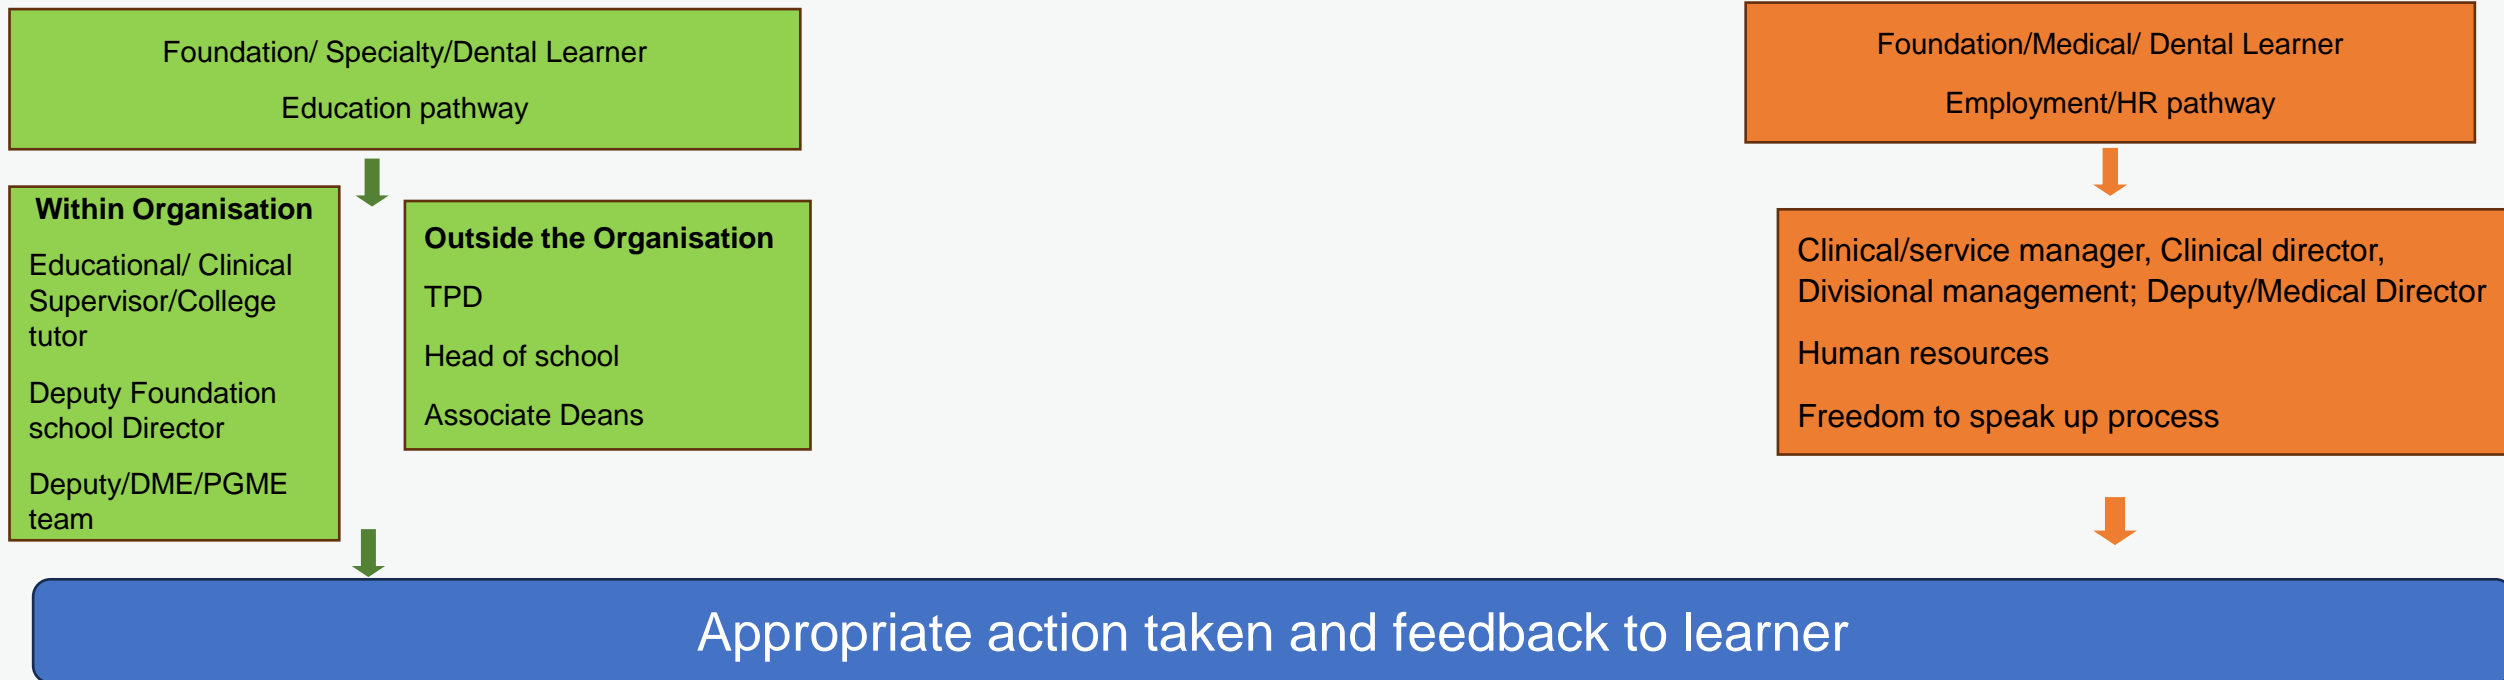 Foundation/ Specialty/Dental Learner
Education pathway
Within Organisation
Educational/ Clinical
Supervisor/College
tutor
Deputy Foundation
school Director
Deputy/DME/PGME
team
Outside the Organisation
TPD
Head of school
Associate Deans
Foundation/Medical/ Dental Learner
Employment/HR pathway
Clinical/service manager, Clinical director,
Divisional management; Deputy/Medical Director
Human resources
Freedom to speak up process
Appropriate action taken and feedback to learner